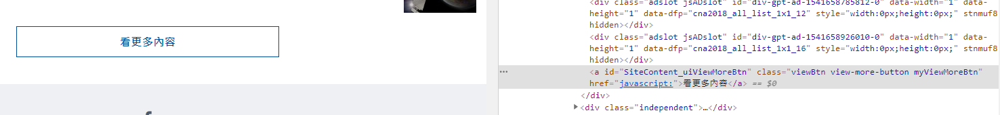 <div class="adslot jsADslot" id="div-gpt-ad-1541658785812-0" data-width="1" data-
height="1" data-dfp="cna2018_all_list_1x1_12" style="width:0px;height:0px;" stnmuf8
hidden></div>
<div class="adslot jsADslot" id="div-gpt-ad-1541658926010-0" data-width="1" data-
height="1" data-dfp="cna2018_all_list_1x1_16" style="width:0px;height:0px;" stnmuf8
hidden></div>
看更多內容
<a id="SiteContent_uiViewMoreBtn" class="viewBtn view-more-button myViewMoreBtn"
href="javascript:">看更多內容</a> == $0
</div>
<div class="independent">…</div>